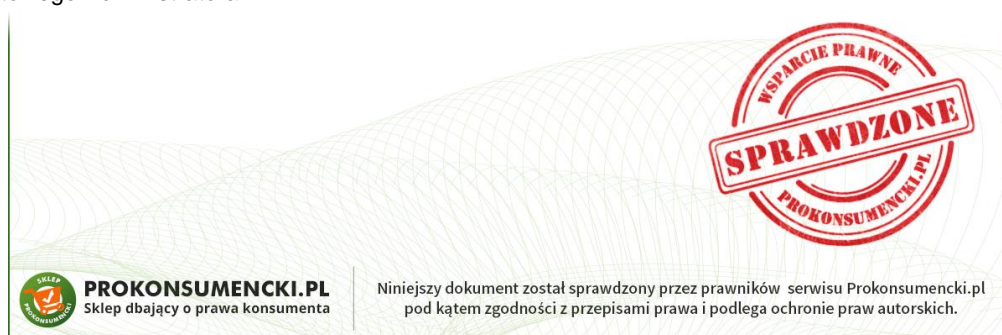 WSPARCIE PRAWNE
SPRAWDZONE
PROKONSUMENCKI.PL
SKLEP
PROKONSUMENCKI
PROKONSUMENCKI.PL
Sklep dbający o prawa konsumenta
Niniejszy dokument został sprawdzony przez prawników serwisu Prokonsumencki.pl
pod kątem zgodności z przepisami prawa i podlega ochronie praw autorskich.